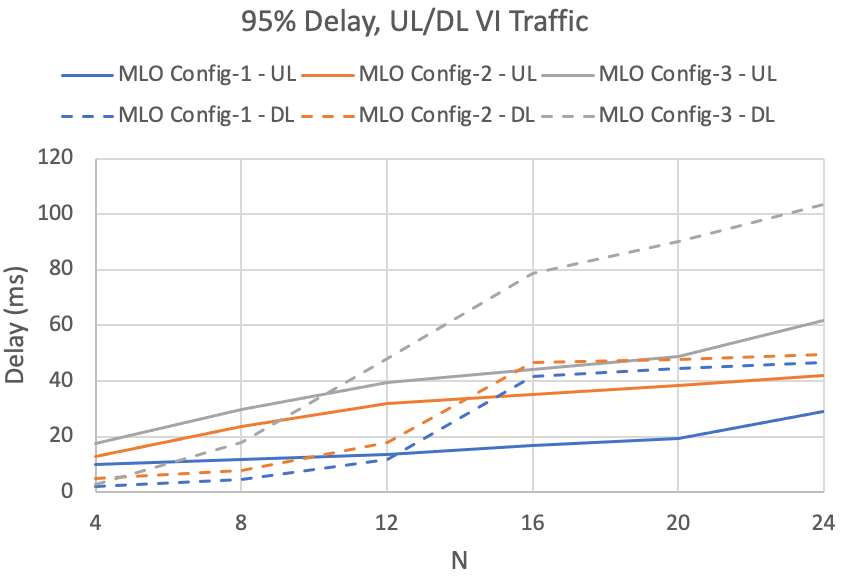 95% Delay, UL/DL VI Traffic
MLO Config-1 - UL MLO Config-2 - UL MLO Config-3 - UL
MLO Config-1 - DL MLO Config-2 - DL MLO Config-3 - DL
120
100
80
60
40
20
0
Delay (ms)
4 8 12 16 20 24
N